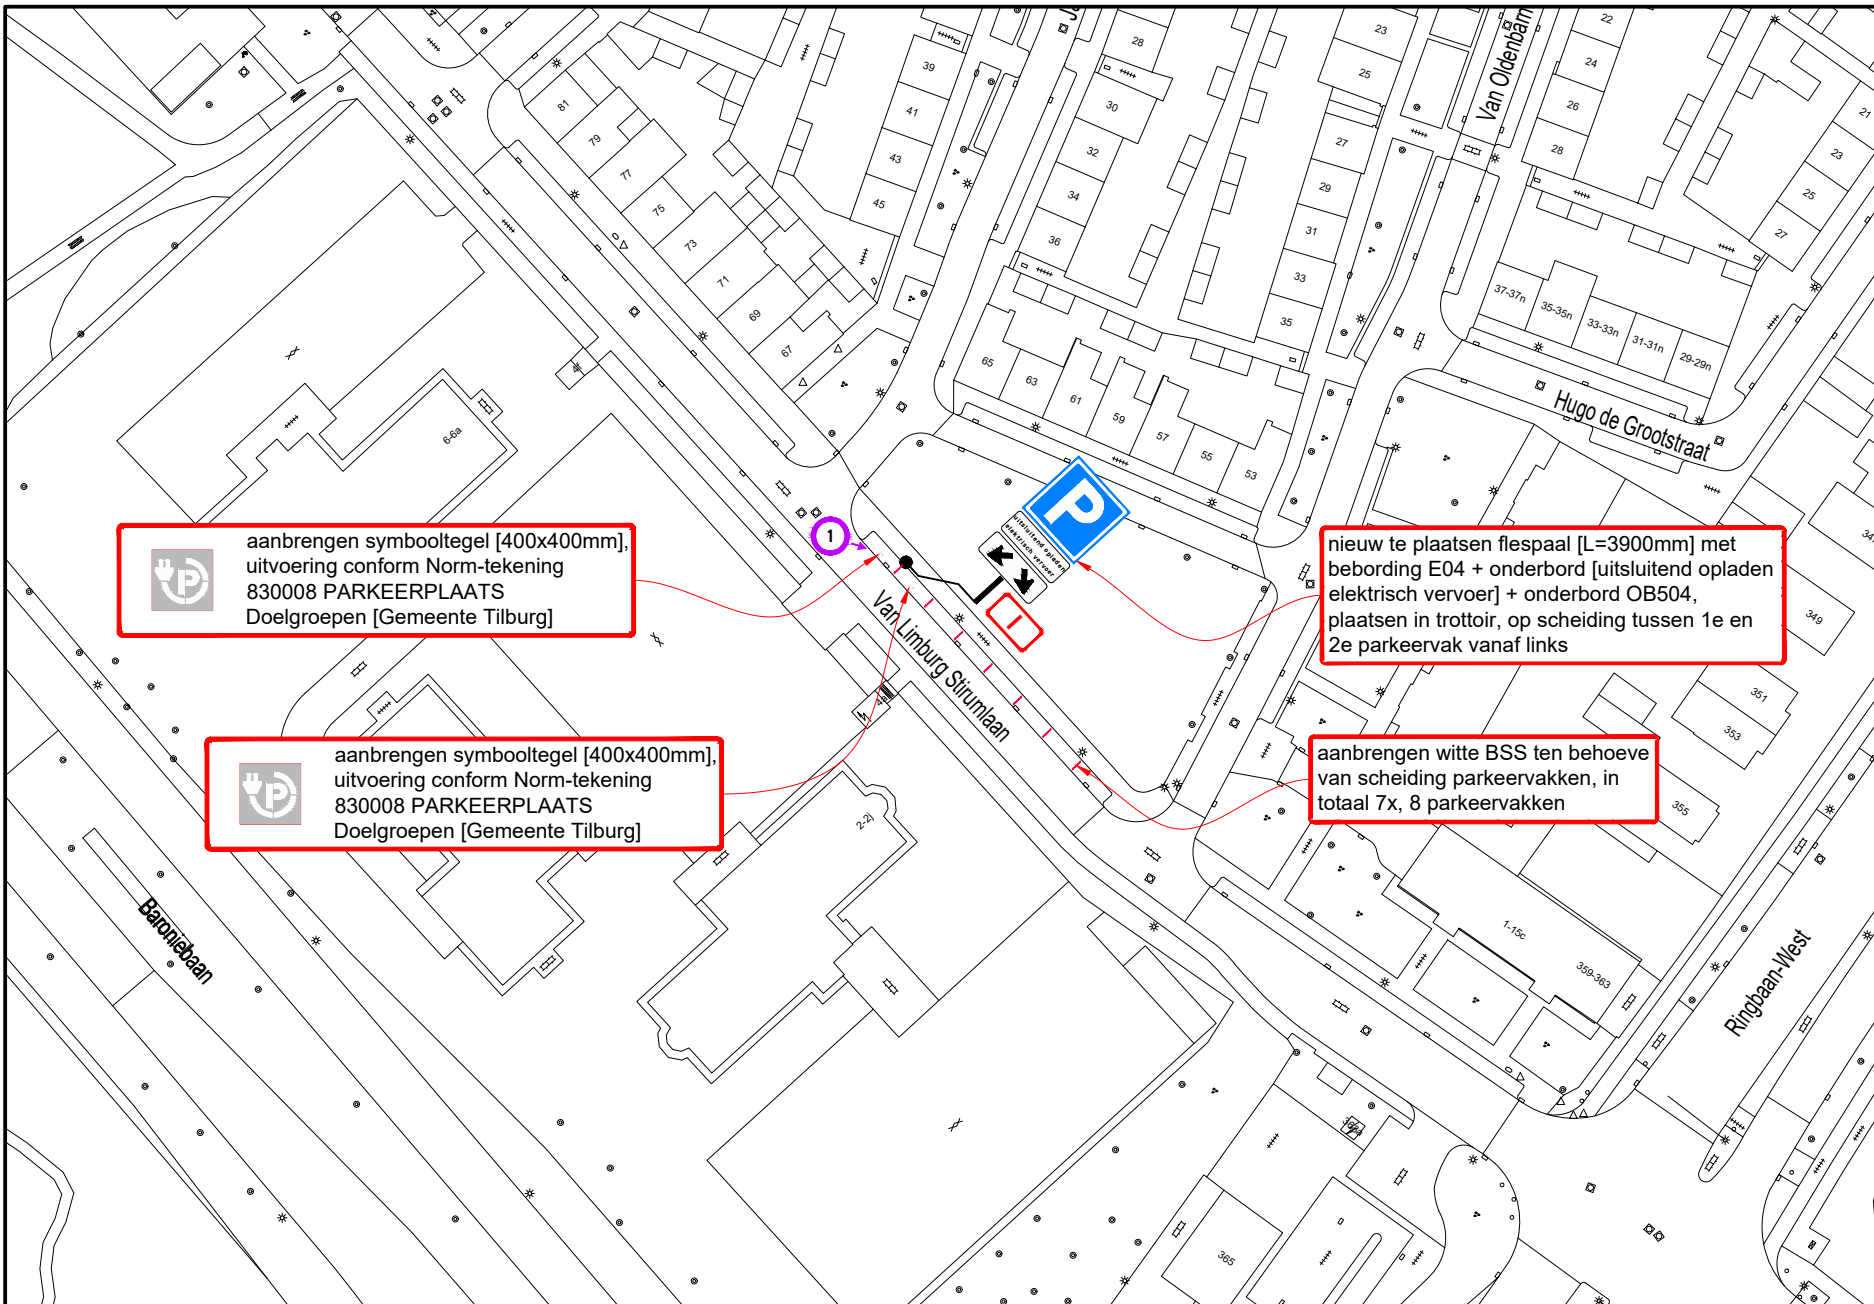 aanbrengen symbooltegel [400x400mm],
uitvoering conform Norm-tekening
830008 PARKEERPLAATS
Doelgroepen [Gemeente Tilburg]
aanbrengen symbooltegel [400x400mm],
uitvoering conform Norm-tekening
830008 PARKEERPLAATS
Doelgroepen [Gemeente Tilburg]
nieuw te plaatsen flespaal [L=3900mm] met
bebording E04 + onderbord [uitsluitend opladen
elektrisch vervoer] + onderbord OB504,
plaatsen in trottoir, op scheiding tussen 1e en
2e parkeervak vanaf links
aanbrengen witte BSS ten behoeve
van scheiding parkeervakken, in
totaal 7x, 8 parkeervakken
1
P
uitsluitend opladen
elektrisch vervoer
Van Limburg Stirumlaan
Hugo de Grootstraat
Van Oldenbarn
Baroniebaan
Ringbaan-West
81
79
77
75
73
71
69
67
39
41
43
45
28
30
32
34
36
23
25
27
29
31
33
35
22
24
26
28
21
23
25
27
37-37n
35-35n
33-33n
31-31n
29-29n
65
63
61
59
57
55
53
6-6a
4f
4a
2-2j
349
351
353
355
1-15c
359-363
365